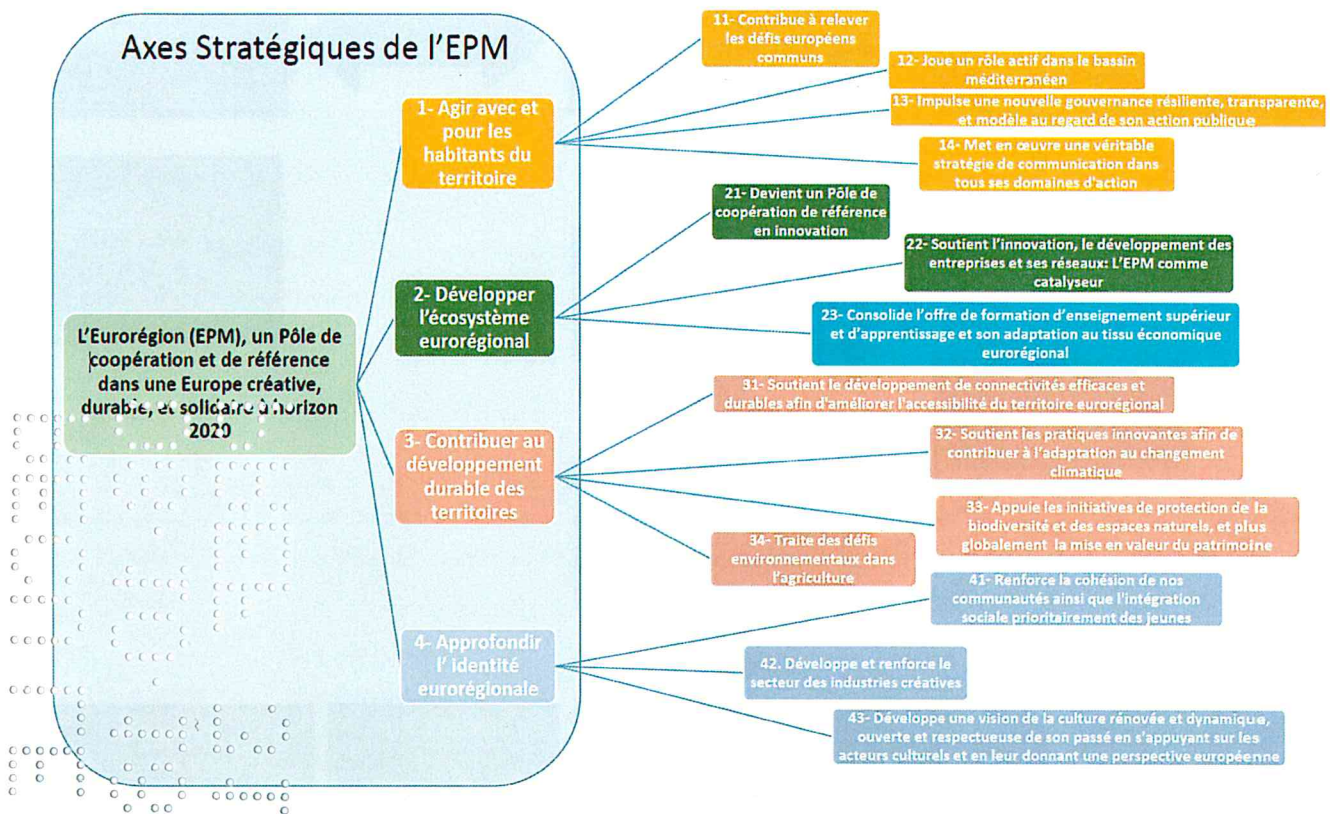 Axes Stratégiques de l'EPM
L'Eurorégion (EPM), un Pôle de
coopération et de référence
dans une Europe créative,
durable, et solidaire à horizon
2020
1- Agir avec et
pour les
habitants du
territoire
11- Contribue à relever
les défis européens
communs
12- Joue un rôle actif dans le bassin
méditerranéen
13- Impulse une nouvelle gouvernance résiliente, transparente,
et modèle au regard de son action publique
14- Met en œuvre une véritable
stratégie de communication dans
tous ses domaines d'action
2- Développer
l'écosystème
eurorégional
21- Devient un Pôle de
coopération de référence
en innovation
22- Soutient l'innovation, le développement des
entreprises et ses réseaux: L'EPM comme
catalyseur
23- Consolide l'offre de formation d'enseignement supérieur
et d'apprentissage et son adaptation au tissu économique
eurorégional
3- Contribuer au
développement
durable des
territoires
31- Soutient le développement de connectivités efficaces et
durables afin d'améliorer l'accessibilité du territoire eurorégional
32- Soutient les pratiques innovantes afin de
contribuer à l'adaptation au changement
climatique
33- Appuie les initiatives de protection de la
biodiversité et des espaces naturels, et plus
globalement la mise en valeur du patrimoine
34- Traite des défis
environnementaux dans
l'agriculture
4- Approfondir
l' identité
eurorégionale
41- Renforce la cohésion de nos
communautés ainsi que l'intégration
sociale prioritairement des jeunes
42. Développe et renforce le
secteur des industries créatives
43- Développe une vision de la culture rénovée et dynamique,
ouverte et respectueuse de son passé en s'appuyant sur les
acteurs culturels et en leur donnant une perspective européenne